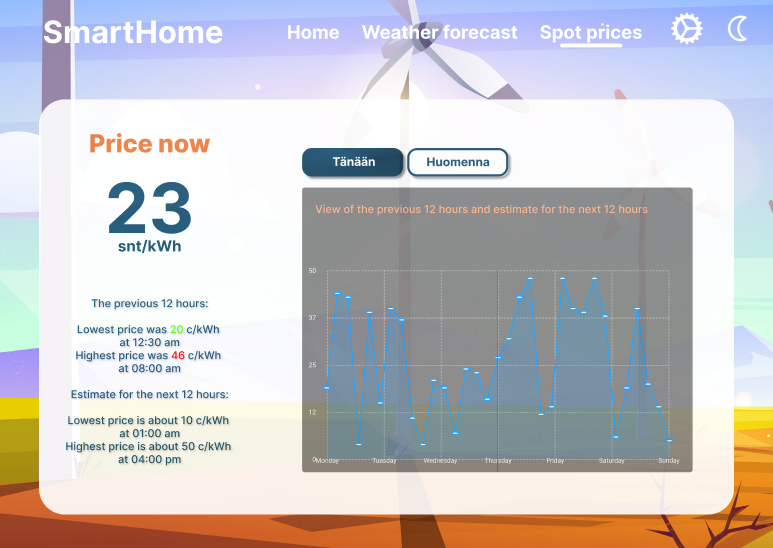 SmartHome
Home
Weather forecast
Spot prices
Price now
23
snt/kWh
The previous 12 hours:
Lowest price was 20 c/kWh
at 12:30 am
Highest price was 46 c/kWh
at 08:00 am
Estimate for the next 12 hours:
Lowest price is about 10 c/kWh
at 01:00 am
Highest price is about 50 c/kWh
at 04:00 pm
Tänään
Huomenna
View of the previous 12 hours and estimate for the next 12 hours
50
37
25
12
0
Monday
Tuesday
Wednesday
Thursday
Friday
Saturday
Sunday